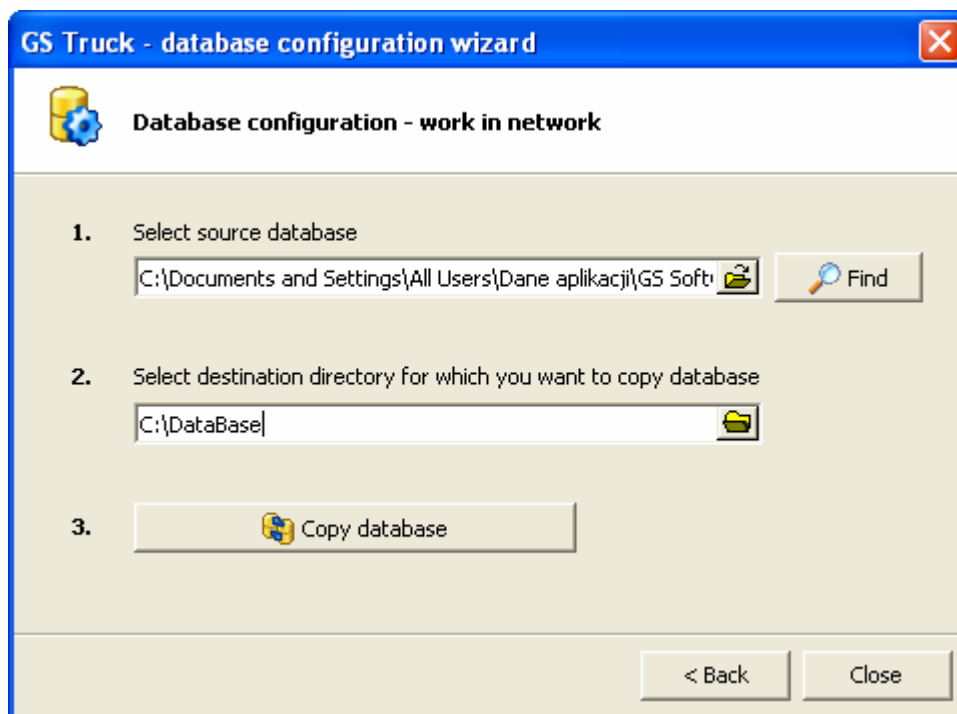 GS Truck - database configuration wizard
Database configuration - work in network
1. Select source database
C:\Documents and Settings\All Users\Dane aplikacji\GS Soft
Find
2. Select destination directory for which you want to copy database
C:\DataBase
3. Copy database
< Back Close